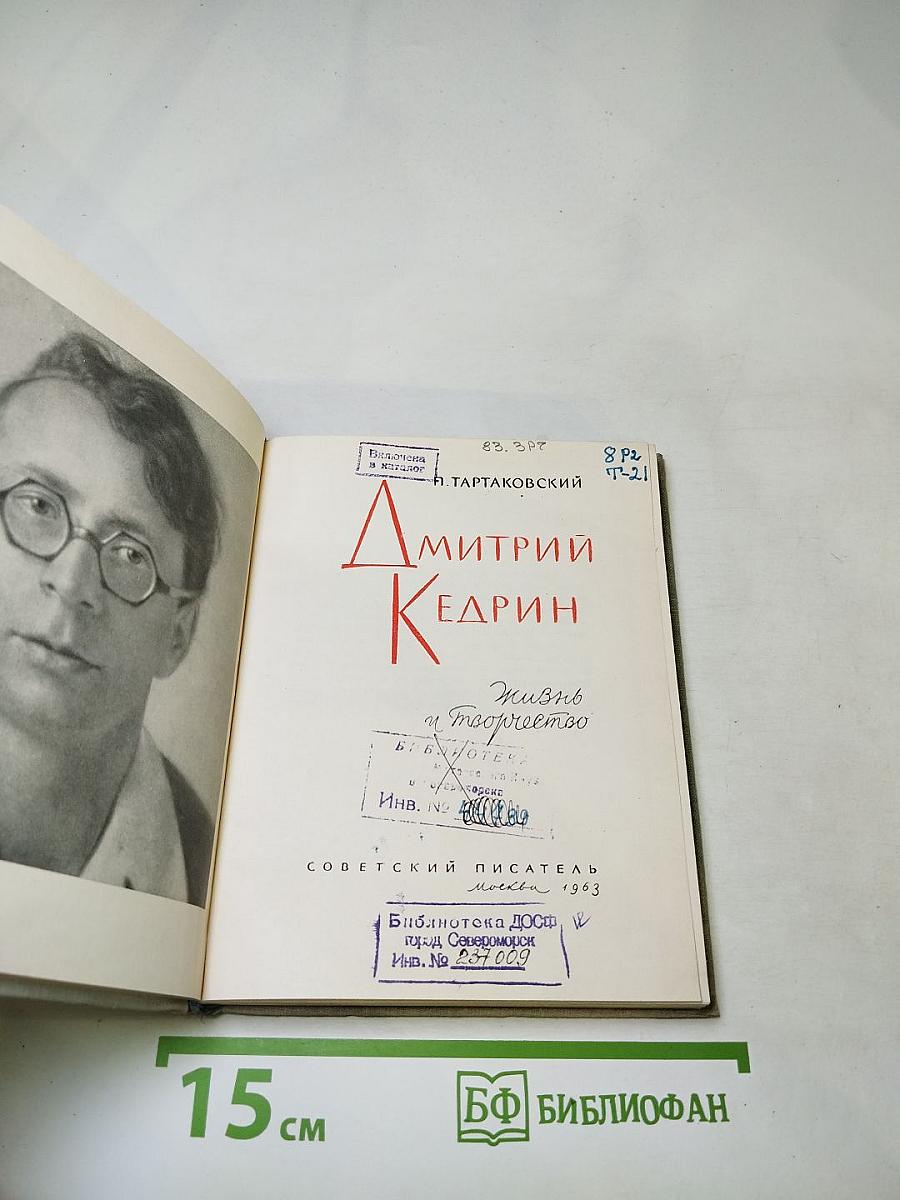 83.3Р7
8Р2
Т-21
Включена
в каталог
П. ТАРТАКОВСКИЙ
ДМИТРИЙ
КЕДРИН
Жизнь
и творчество
БИБЛИОТЕКА
Инв. №
СОВЕТСКИЙ ПИСАТЕЛЬ
Москва 1963
Библиотека ДОСФ
город Североморск
Инв. № 237009
15 см
БФ БИБЛИОФАН